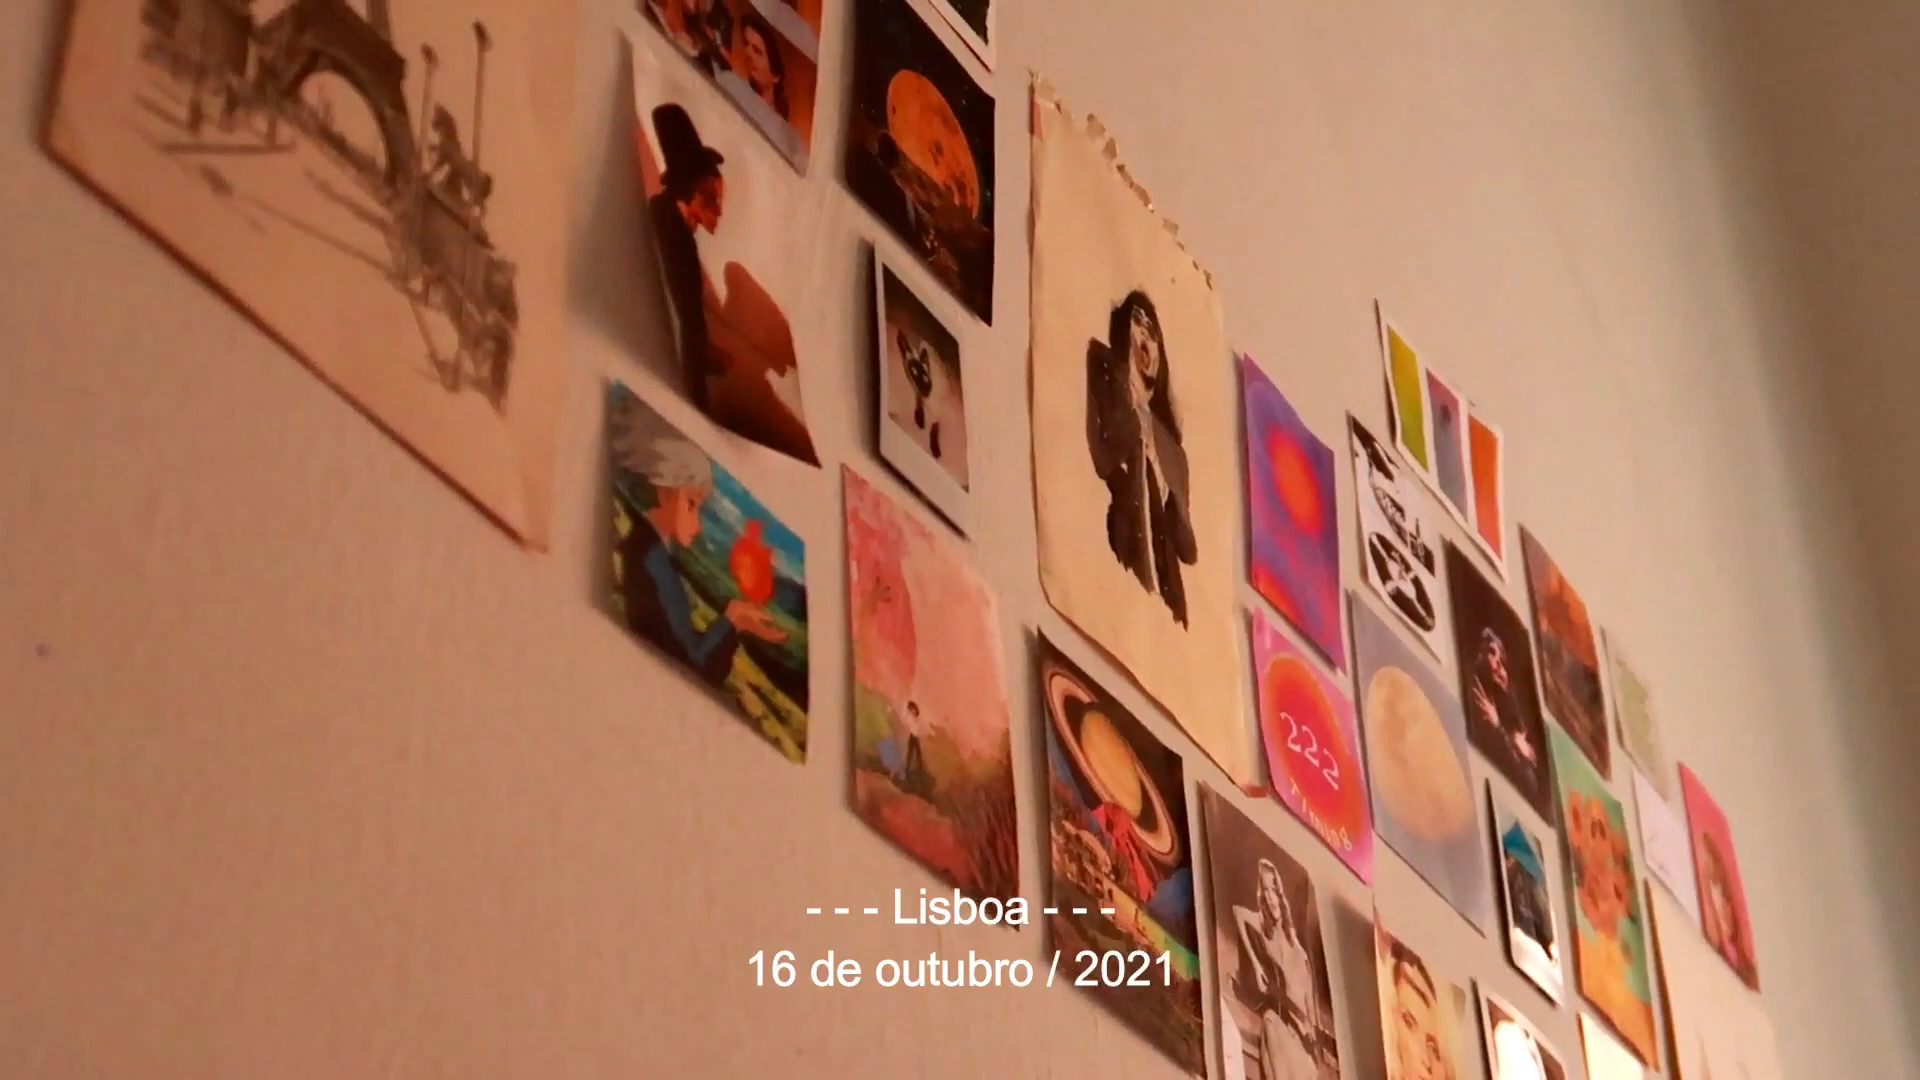 222
- - - Lisboa - - -
16 de outubro / 2021